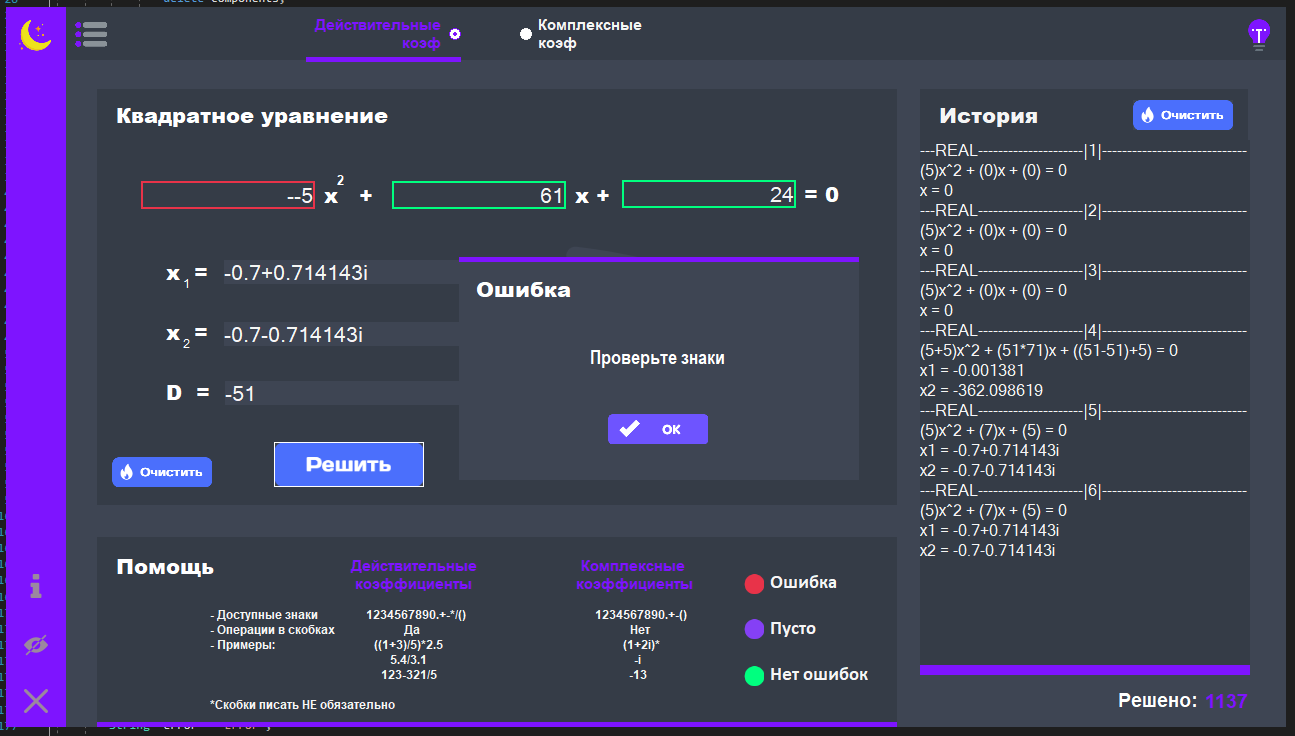 delete components;
Действительные
коэф
Комплексные
коэф
Квадратное уравнение
--5 x² + 61 x + 24 = 0
x₁ = -0.7+0.714143i
x₂ = -0.7-0.714143i
D = -51
Очистить
Решить
Ошибка
Проверьте знаки
ОК
История
Очистить
---REAL----------------------|1|------------------------------
(5)x^2 + (0)x + (0) = 0
x = 0
---REAL----------------------|2|------------------------------
(5)x^2 + (0)x + (0) = 0
x = 0
---REAL----------------------|3|------------------------------
(5)x^2 + (0)x + (0) = 0
x = 0
---REAL----------------------|4|------------------------------
(5+5)x^2 + (51*71)x + ((51-51)+5) = 0
x1 = -0.001381
x2 = -362.098619
---REAL----------------------|5|------------------------------
(5)x^2 + (7)x + (5) = 0
x1 = -0.7+0.714143i
x2 = -0.7-0.714143i
---REAL----------------------|6|------------------------------
(5)x^2 + (7)x + (5) = 0
x1 = -0.7+0.714143i
x2 = -0.7-0.714143i
Решено: 1137
Помощь
Действительные
коэффициенты
Комплексные
коэффициенты
- Доступные знаки 1234567890.+-*/() 1234567890.+-()
- Операции в скобках Да Нет
- Примеры: ((1+3)/5)*2.5 (1+2i)*
5.4/3.1 -i
123-321/5 -13
*Скобки писать НЕ обязательно
Ошибка
Пусто
Нет ошибок